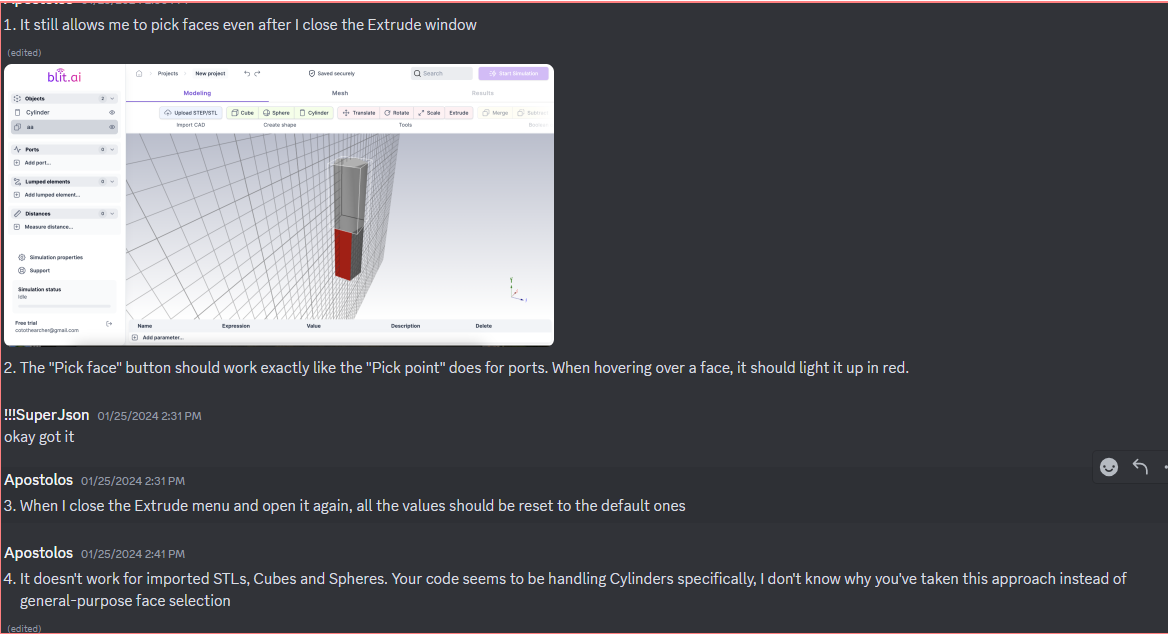 Apostolos
1. It still allows me to pick faces even after I close the Extrude window
(edited)
blit.ai
Projects
New project
Saved securely
Search
Start Simulation
Objects 2
Modeling
Mesh
Results
Cylinder
Upload STEP/STL
Cube
Sphere
Cylinder
Translate
Rotate
Scale
Extrude
Merge
aa
Import CAD
Create shape
Tools
Ports 0
Add port...
Lumped elements 0
Add lumped element...
Distances 0
Measure distance...
Simulation properties
Support
Simulation status
Idle
Free trial
cotothearcher@gmail.com
Name
Expression
Value
Description
Delete
Add parameter...
2. The "Pick face" button should work exactly like the "Pick point" does for ports. When hovering over a face, it should light it up in red.
!!!SuperJson 01/25/2024 2:31 PM
okay got it
Apostolos 01/25/2024 2:31 PM
3. When I close the Extrude menu and open it again, all the values should be reset to the default ones
Apostolos 01/25/2024 2:41 PM
4. It doesn't work for imported STLs, Cubes and Spheres. Your code seems to be handling Cylinders specifically, I don't know why you've taken this approach instead of
general-purpose face selection
(edited)